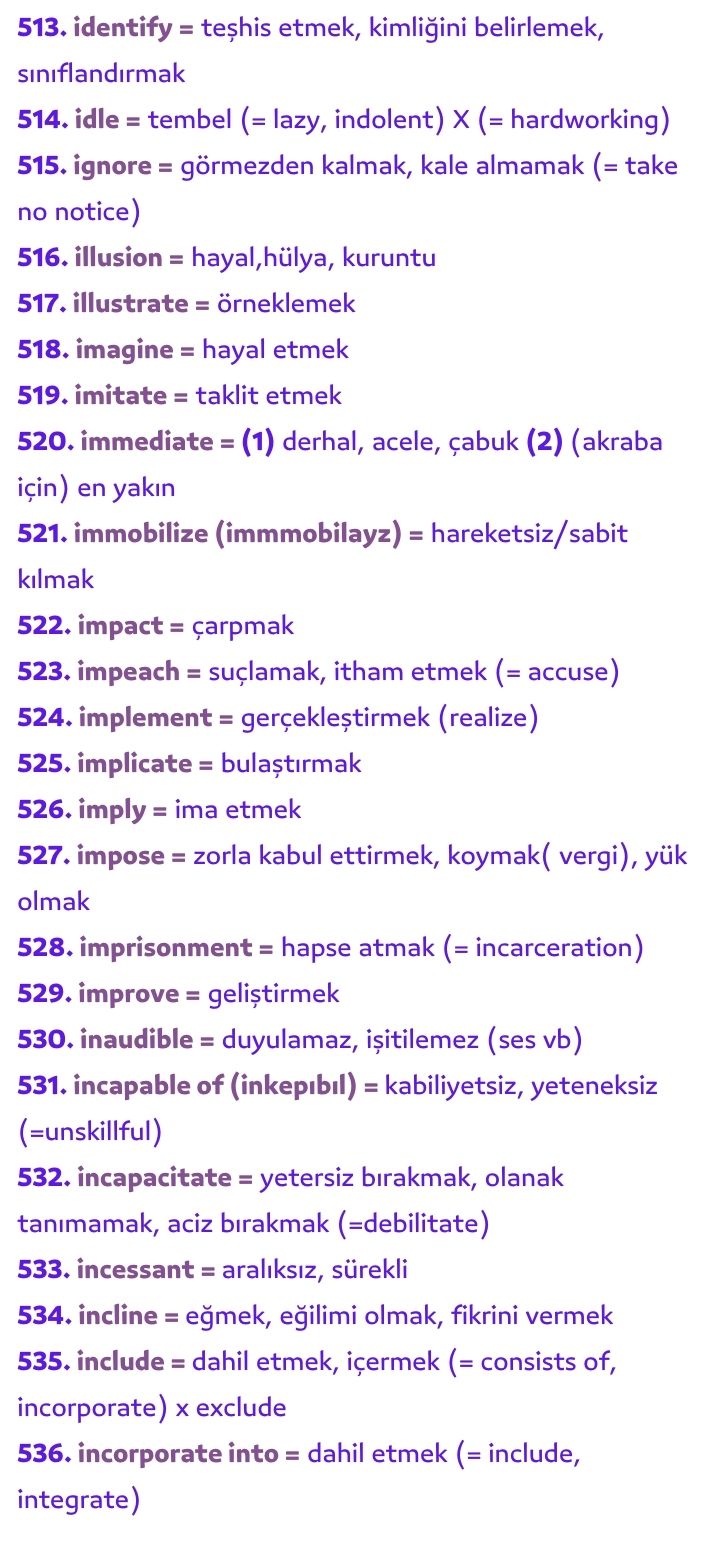 513. identify = teşhis etmek, kimliğini belirlemek,
sınıflandırmak
514. idle = tembel (= lazy, indolent) X (= hardworking)
515. ignore = görmezden kalmak, kale almamak (= take
no notice)
516. illusion = hayal,hülya, kuruntu
517. illustrate = örneklemek
518. imagine = hayal etmek
519. imitate = taklit etmek
520. immediate = (1) derhal, acele, çabuk (2) (akraba
için) en yakın
521. immobilize (immmobilayz) = hareketsiz/sabit
kılmak
522. impact = çarpmak
523. impeach = suçlamak, itham etmek (= accuse)
524. implement = gerçekleştirmek (realize)
525. implicate = bulaştırmak
526. imply = ima etmek
527. impose = zorla kabul ettirmek, koymak( vergi), yük
olmak
528. imprisonment = hapse atmak (= incarceration)
529. improve = geliştirmek
530. inaudible = duyulamaz, işitilemez (ses vb)
531. incapable of (inkepıbıl) = kabiliyetsiz, yeteneksiz
(=unskillful)
532. incapacitate = yetersiz bırakmak, olanak
tanımamak, aciz bırakmak (=debilitate)
533. incessant = aralıksız, sürekli
534. incline = eğmek, eğilimi olmak, fikrini vermek
535. include = dahil etmek, içermek (= consists of,
incorporate) x exclude
536. incorporate into = dahil etmek (= include,
integrate)